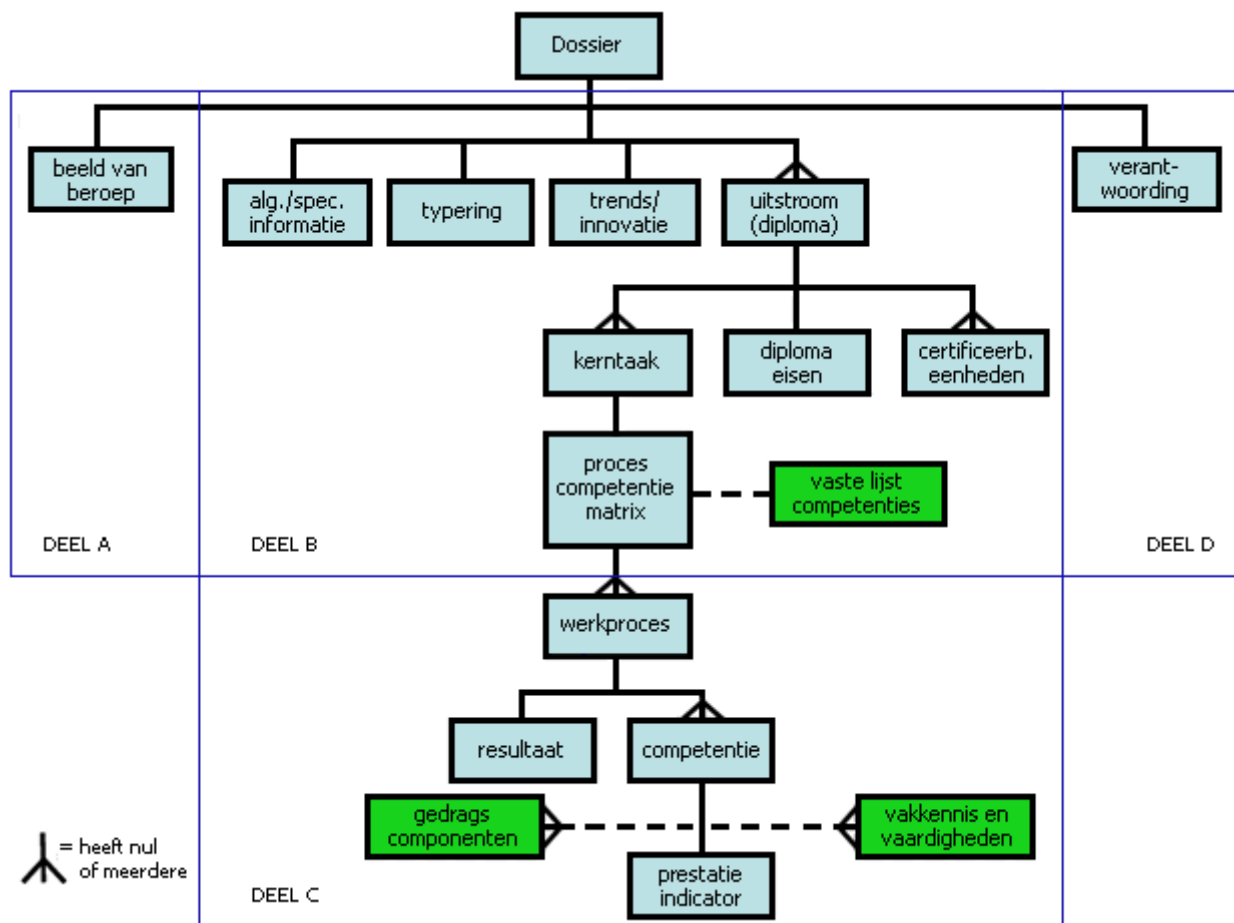 Dossier
beeld van
beroep
alg./spec.
informatie
typering
trends/
innovatie
uitstroom
(diploma)
verant-
woording
kerntaak
diploma
eisen
certificeerb.
eenheden
proces
competentie
matrix
vaste lijst
competenties
DEEL A
DEEL B
DEEL D
werkproces
resultaat
competentie
gedrags
componenten
vakkennis en
vaardigheden
= heeft nul
of meerdere
prestatie
indicator
DEEL C